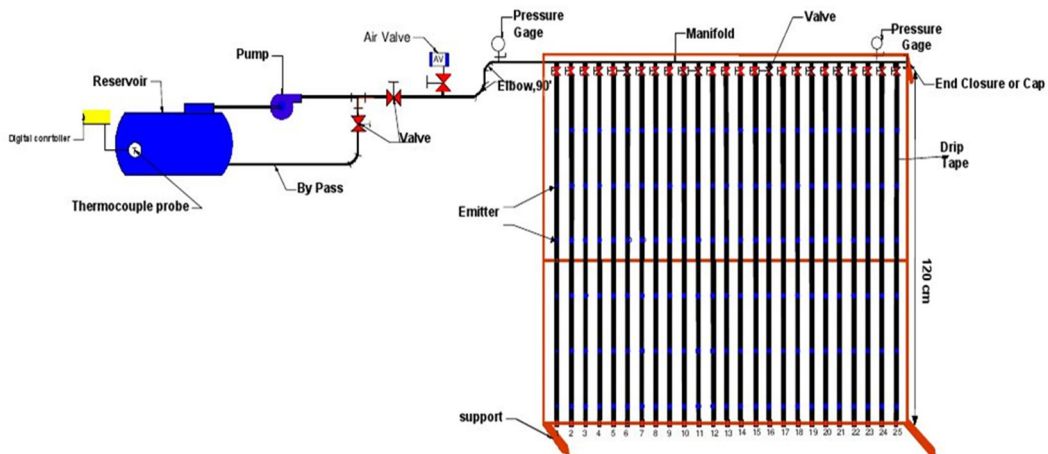 Pressure
Gage
Valve
Pressure
Gage
Manifold
Air Valve
AV
Pump
Elbow,90'
Reservoir
End Closure or Cap
Digital conrtoller
Valve
Drip
Tape
By Pass
Thermocouple probe
Emitter
120 cm
support
2 3 4 5 6 7 8 9 10 11 12 13 14 15 16 17 18 19 20 21 22 23 24 25